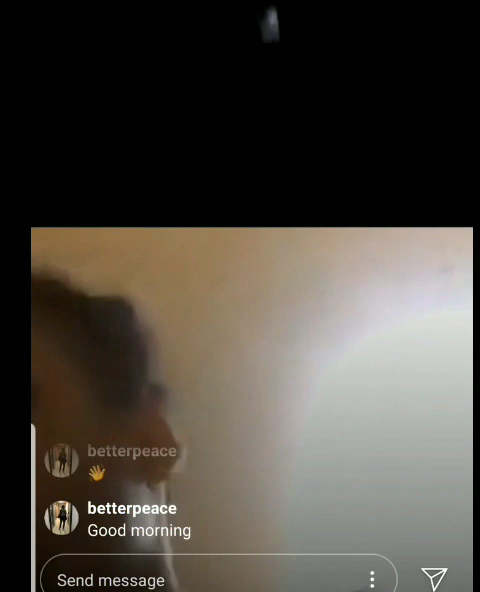 betterpeace
👋
betterpeace
Good morning
Send message